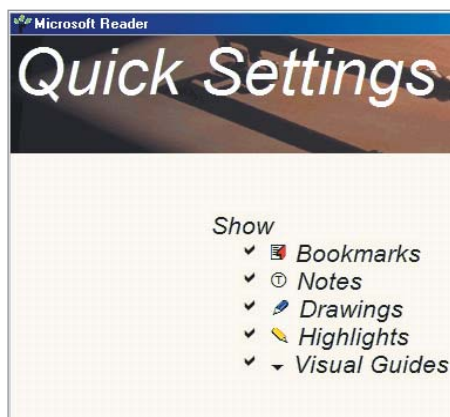 Microsoft Reader
Quick Settings
Show
Bookmarks
T Notes
Drawings
Highlights
Visual Guides